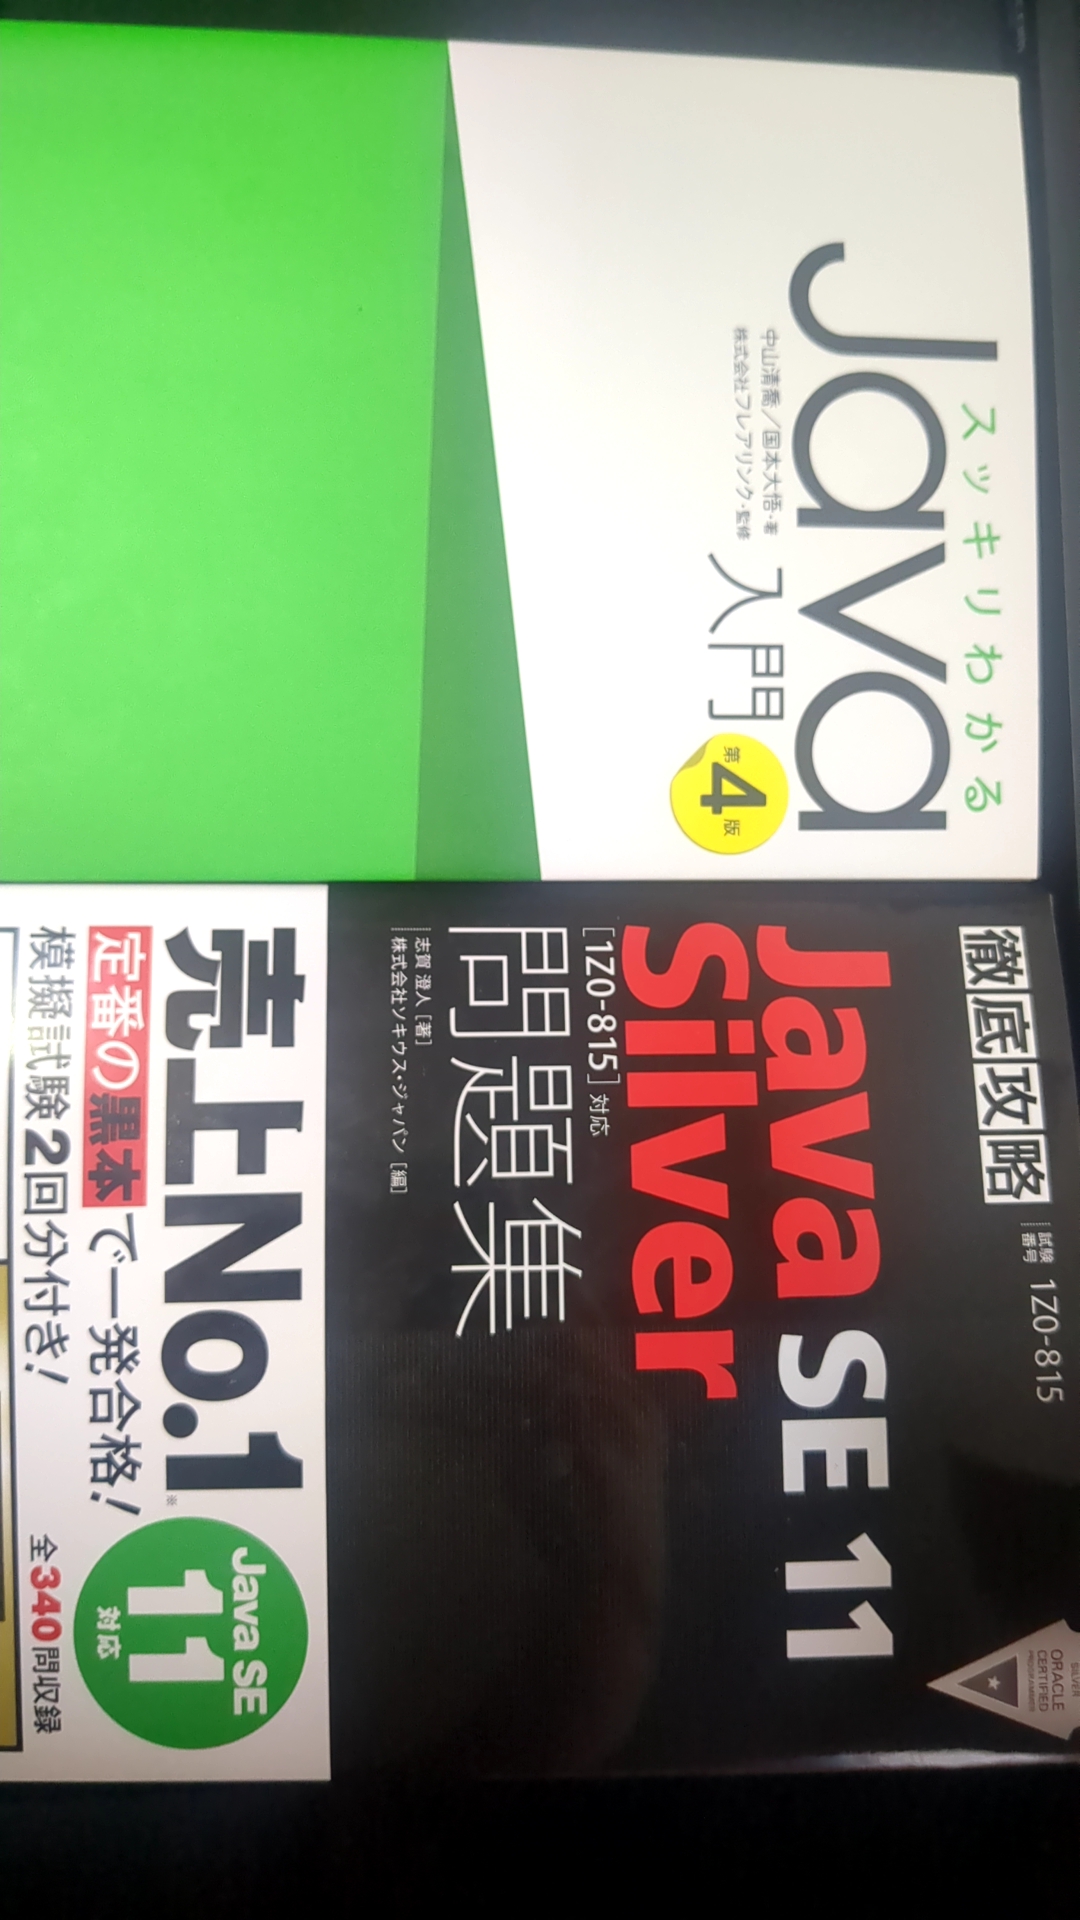 スッキリわかる
Java
入門
中山清喬／国本大悟・著
株式会社フレアリンク・監修
第4版
徹底攻略
試験番号 1Z0-815
Java SE 11
Silver
[1Z0-815]対応
問題集
志賀 澄人[著]
株式会社ソキウス・ジャパン[編]
SILVER
ORACLE
CERTIFIED
PROGRAMMER
売上No.1※
定番の黒本で一発合格!
模擬試験2回分付き!
Java SE
11
対応
全340問収録